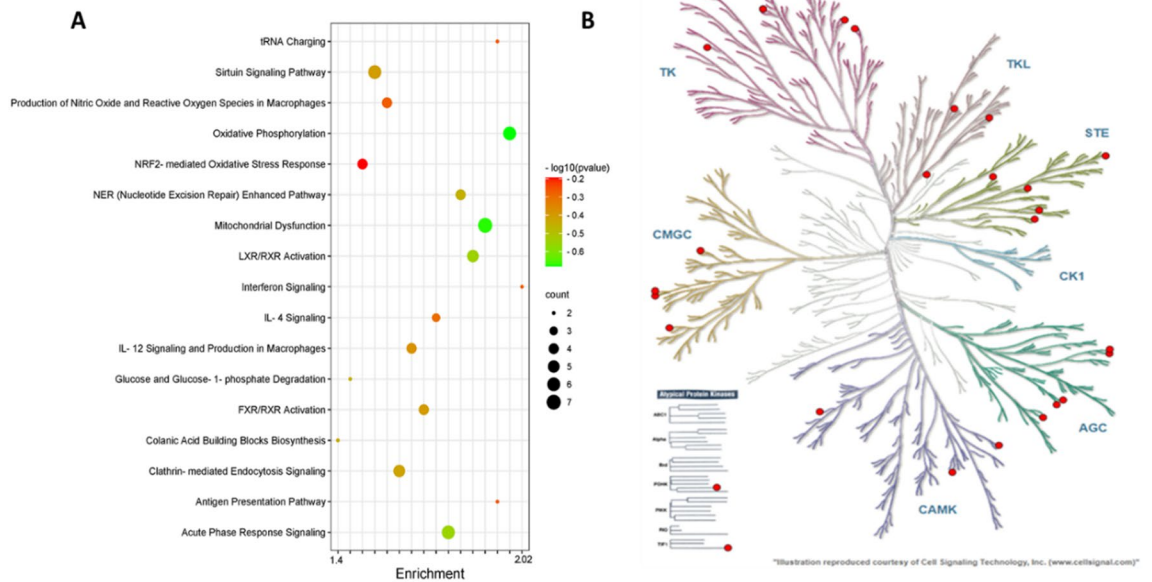 A
B
tRNA Charging
Sirtuin Signaling Pathway
Production of Nitric Oxide and Reactive Oxygen Species in Macrophages
Oxidative Phosphorylation
NRF2- mediated Oxidative Stress Response
NER (Nucleotide Excision Repair) Enhanced Pathway
Mitochondrial Dysfunction
LXR/RXR Activation
Interferon Signaling
IL- 4 Signaling
IL- 12 Signaling and Production in Macrophages
Glucose and Glucose- 1- phosphate Degradation
FXR/RXR Activation
Colanic Acid Building Blocks Biosynthesis
Clathrin- mediated Endocytosis Signaling
Antigen Presentation Pathway
Acute Phase Response Signaling
1.4
2.02
Enrichment
- log10(pvalue)
- 0.2
- 0.3
- 0.4
- 0.5
- 0.6
count
2
3
4
5
6
7
TK
TKL
STE
CMGC
CK1
AGC
CAMK
Atypical Protein Kinases
ABC1
Alpha
Brd
PDHK
PIKK
RIO
TIF1
"Illustration reproduced courtesy of Cell Signaling Technology, Inc. (www.cellsignal.com)"